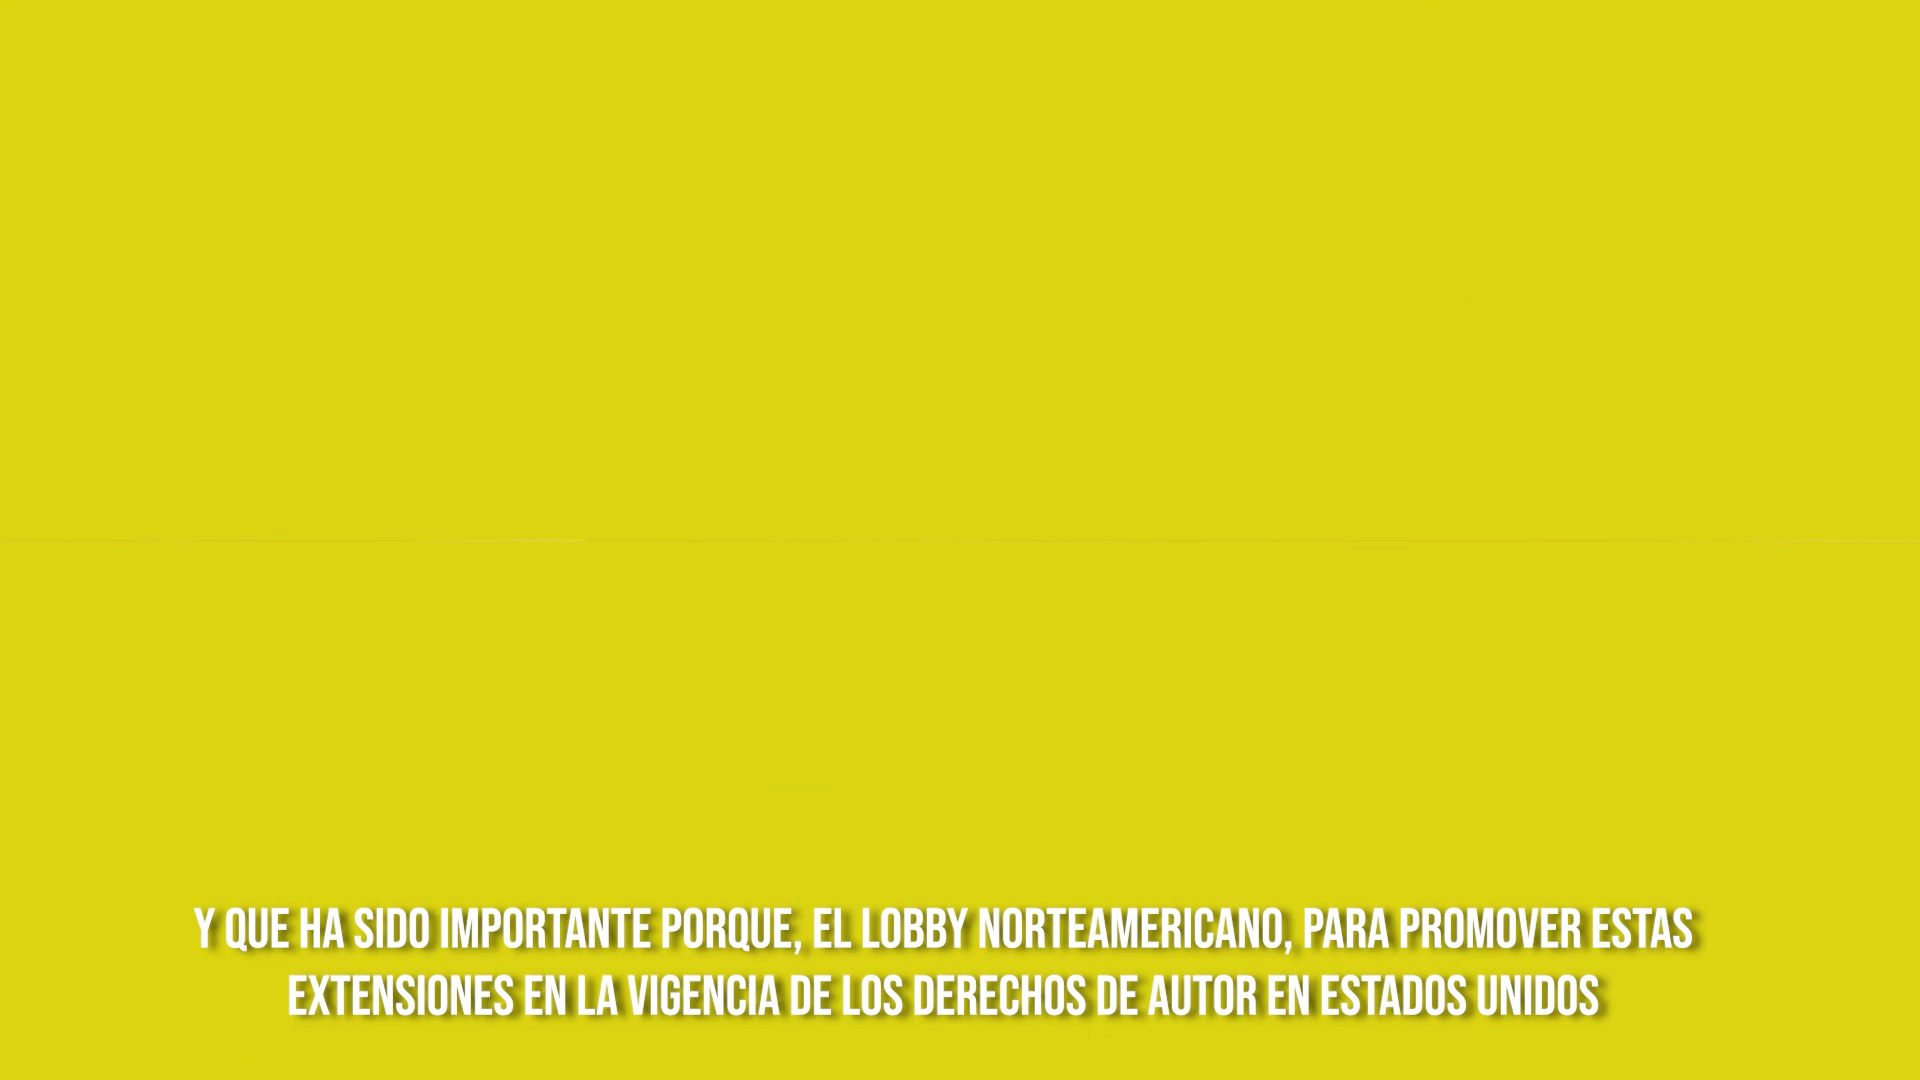 Y QUE HA SIDO IMPORTANTE PORQUE, EL LOBBY NORTEAMERICANO, PARA PROMOVER ESTAS
EXTENSIONES EN LA VIGENCIA DE LOS DERECHOS DE AUTOR EN ESTADOS UNIDOS